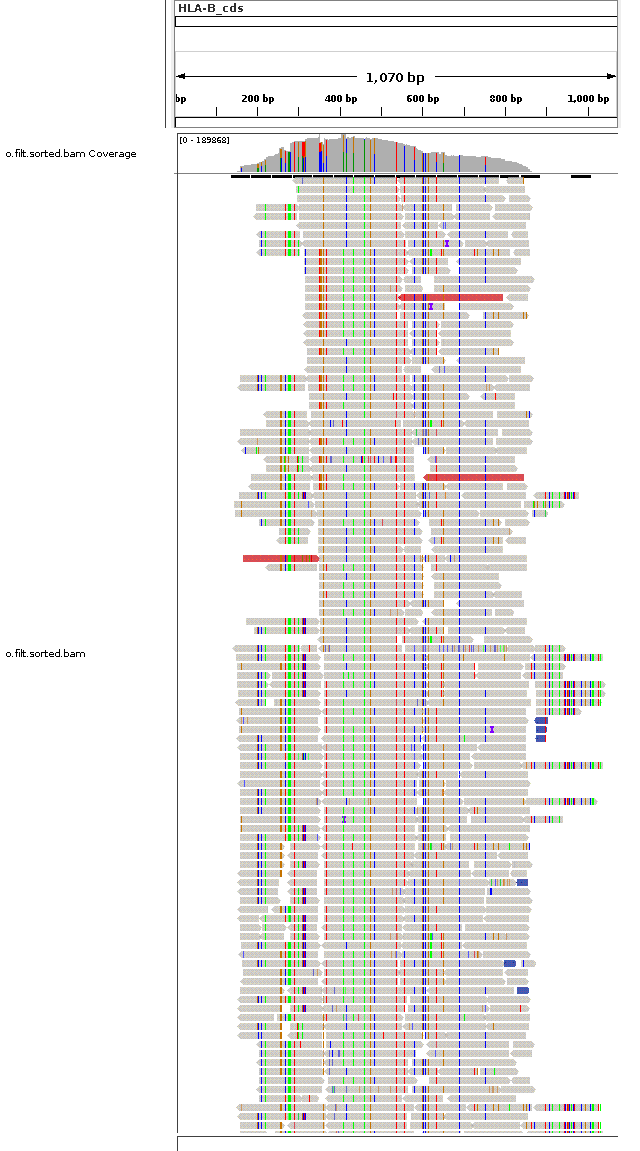 HLA-B_cds
1,070 bp
bp 200 bp 400 bp 600 bp 800 bp 1,000 bp
[0 - 189868]
o.filt.sorted.bam Coverage
o.filt.sorted.bam